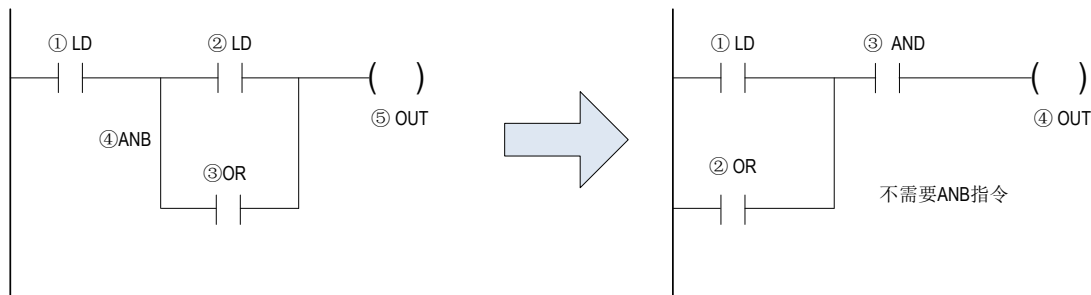 ① LD
② LD
( )
⑤ OUT
④ANB
③OR
① LD
③ AND
( )
④ OUT
② OR
不需要ANB指令